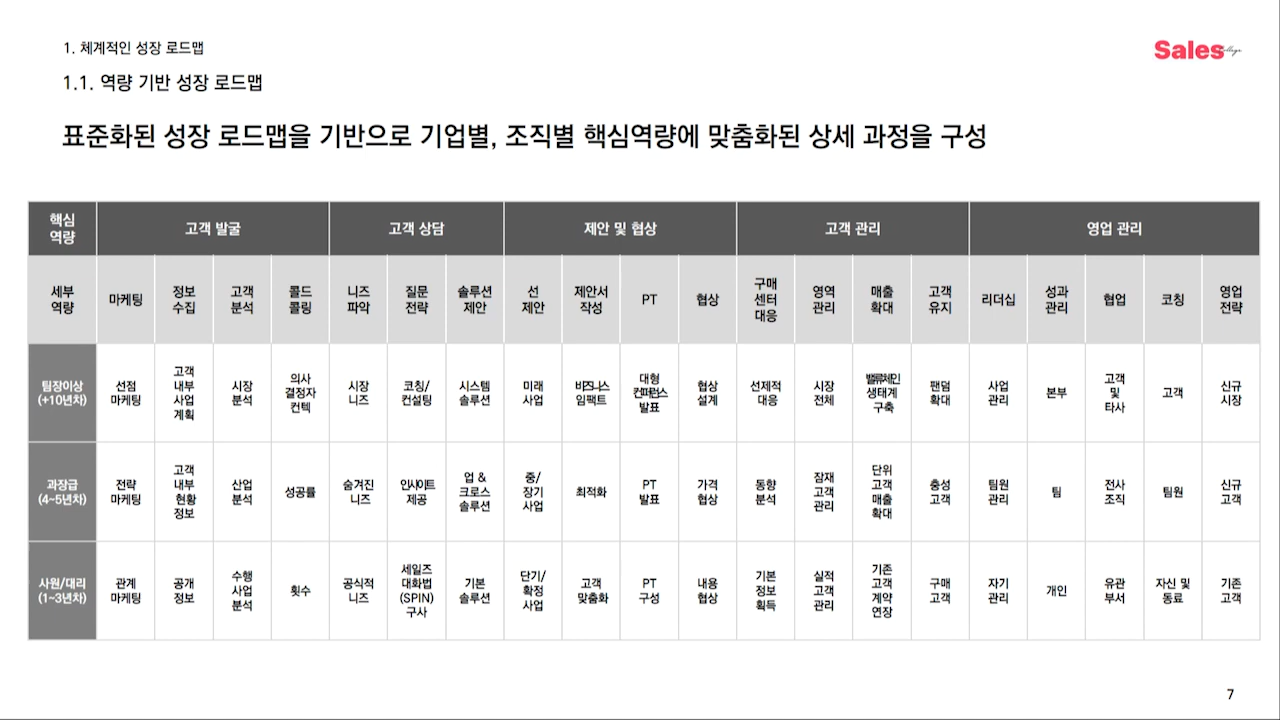 1. 체계적인 성장 로드맵
Sales
College
1.1. 역량 기반 성장 로드맵
표준화된 성장 로드맵을 기반으로 기업별, 조직별 핵심역량에 맞춤화된 상세 과정을 구성
핵심
역량
고객 발굴
고객 상담
제안 및 협상
고객 관리
영업 관리
세부
역량
마케팅
정보
수집
고객
분석
콜드
콜링
니즈
파악
질문
전략
솔루션
제안
선
제안
제안서
작성
PT
협상
구매
센터
대응
영역
관리
매출
확대
고객
유지
리더십
성과
관리
협업
코칭
영업
전략
팀장이상
(+10년차)
선점
마케팅
고객
내부
사업
계획
시장
분석
의사
결정자
컨텍
시장
니즈
코칭/
컨설팅
시스템
솔루션
미래
사업
비즈니스
임팩트
대형
컨퍼런스
발표
협상
설계
선제적
대응
시장
전체
밸류체인
생태계
구축
팬덤
확대
사업
관리
본부
고객
및
타사
고객
신규
시장
과장급
(4~5년차)
전략
마케팅
고객
내부
현황
정보
산업
분석
성공률
숨겨진
니즈
인사이트
제공
업 &
크로스
솔루션
중/
장기
사업
최적화
PT
발표
가격
협상
동향
분석
잠재
고객
관리
단위
고객
매출
확대
충성
고객
팀원
관리
팀
전사
조직
팀원
신규
고객
사원/대리
(1~3년차)
관계
마케팅
공개
정보
수행
사업
분석
횟수
공식적
니즈
세일즈
대화법
(SPIN)
구사
기본
솔루션
단기/
확정
사업
고객
맞춤화
PT
구성
내용
협상
기본
정보
획득
실적
고객
관리
기존
고객
계약
연장
구매
고객
자기
관리
개인
유관
부서
자신 및
동료
기존
고객
7